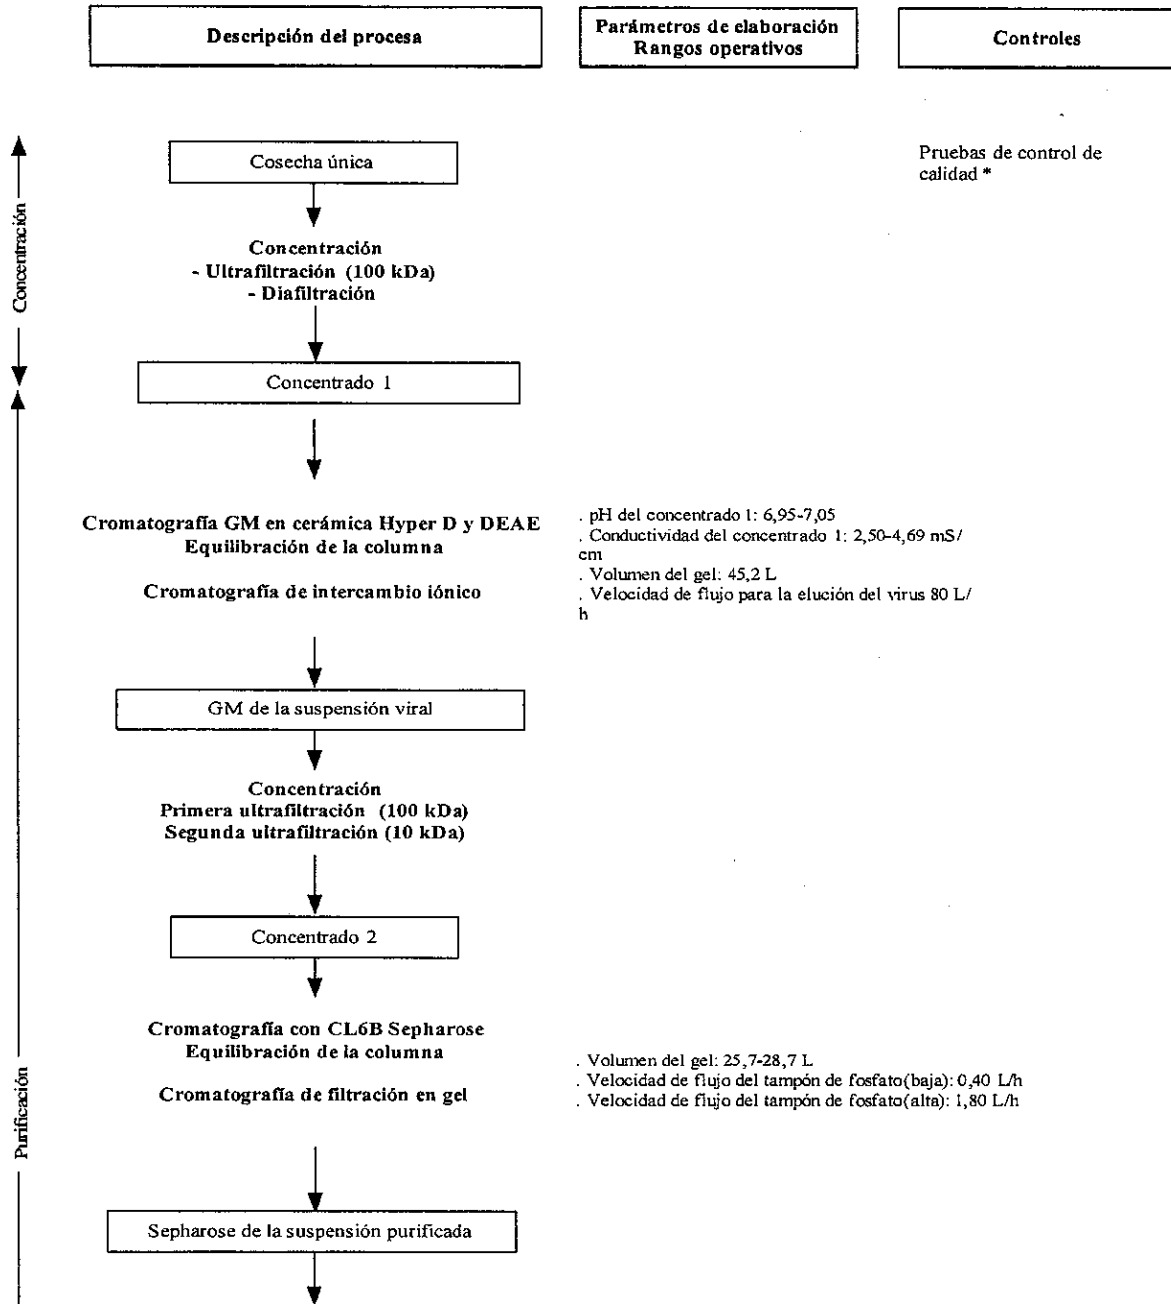 Descripción del procesa
Parámetros de elaboración
Rangos operativos
Controles
Concentración
Cosecha única
Pruebas de control de
calidad *
Concentración
- Ultrafiltración (100 kDa)
- Diafiltración
Concentrado 1
Purificación
Cromatografía GM en cerámica Hyper D y DEAE
Equilibración de la columna
Cromatografía de intercambio iónico
. pH del concentrado 1: 6,95-7,05
. Conductividad del concentrado 1: 2,50-4,69 mS/
cm
. Volumen del gel: 45,2 L
. Velocidad de flujo para la elución del virus 80 L/
h
GM de la suspensión viral
Concentración
Primera ultrafiltración (100 kDa)
Segunda ultrafiltración (10 kDa)
Concentrado 2
Cromatografía con CL6B Sepharose
Equilibración de la columna
Cromatografía de filtración en gel
. Volumen del gel: 25,7-28,7 L
. Velocidad de flujo del tampón de fosfato(baja): 0,40 L/h
. Velocidad de flujo del tampón de fosfato(alta): 1,80 L/h
Sepharose de la suspensión purificada